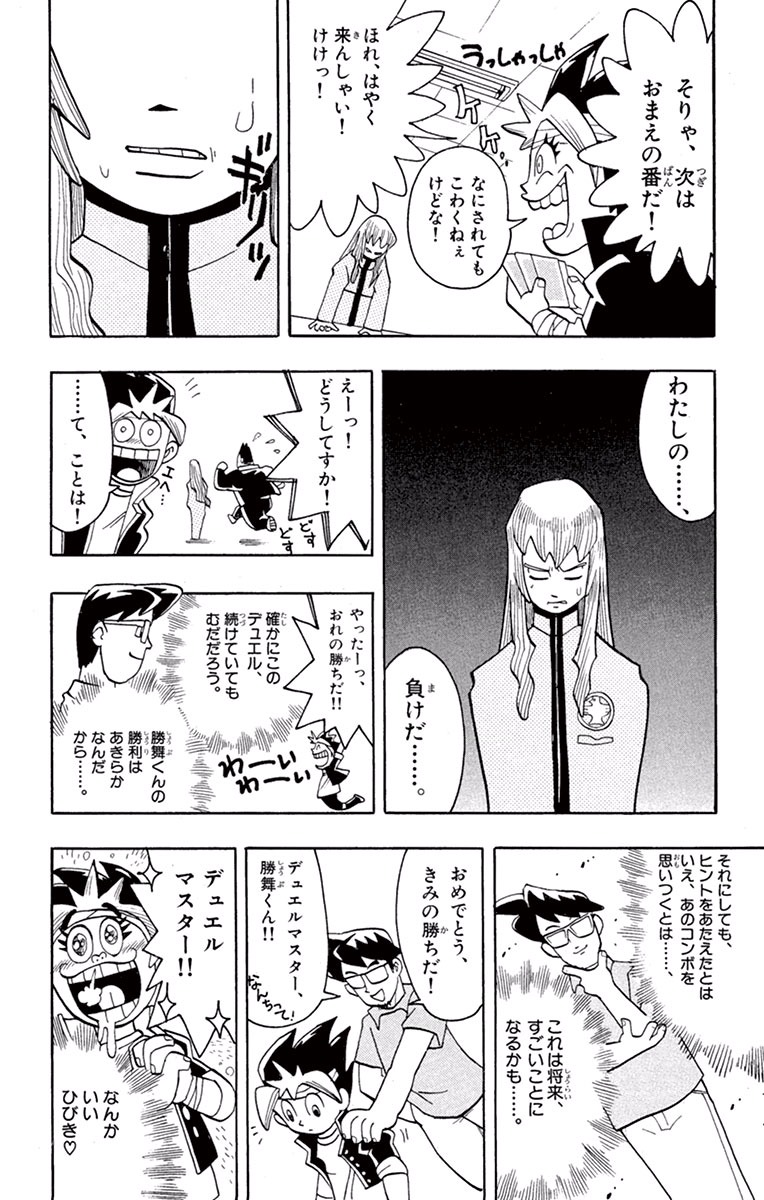 そりゃ、次は
おまえの番だ！
うっしゃっしゃ
ケケ。
なにされても
こわくねぇ
けどな！
ほれ、はやく
来んしゃい！
けけっ！
ギリッ
わたしの……、
負けだ……。
えーっ！
どうしてすか！
どす
どす
エヘ…
……て、ことは！
やったーっ、
おれの勝ちだ!!
わーい
わーい
確かにこの
デュエル、
続けていても
むだだろう。
勝舞くんの
勝利は
あきらか
なんだ
から……。
それにしても、
ヒントをあたえたとは
いえ、あのコンボを
思いつくとは……。
これは将来、
すごいことに
なるかも……。
おめでとう、
きみの勝ちだ！
デュエルマスター、
勝舞くん!!
なんちって！
デュエル
マスター!!
なんか
いい
ひびき♡